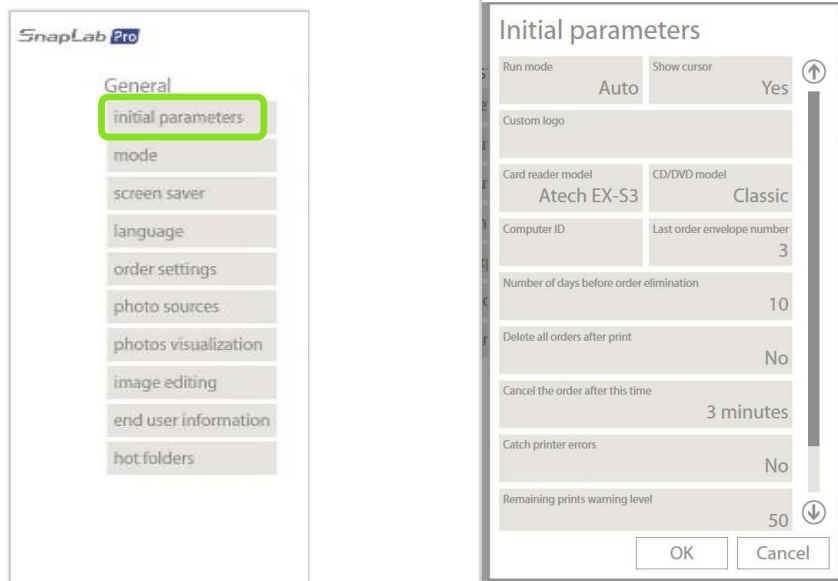 SnapLab Pro
General
initial parameters
mode
screen saver
language
order settings
photo sources
photos visualization
image editing
end user information
hot folders
Initial parameters
Run mode
Auto
Show cursor
Yes
Custom logo
Card reader model
Atech EX-S3
CD/DVD model
Classic
Computer ID
Last order envelope number
3
Number of days before order elimination
10
Delete all orders after print
No
Cancel the order after this time
3 minutes
Catch printer errors
No
Remaining prints warning level
50
OK
Cancel